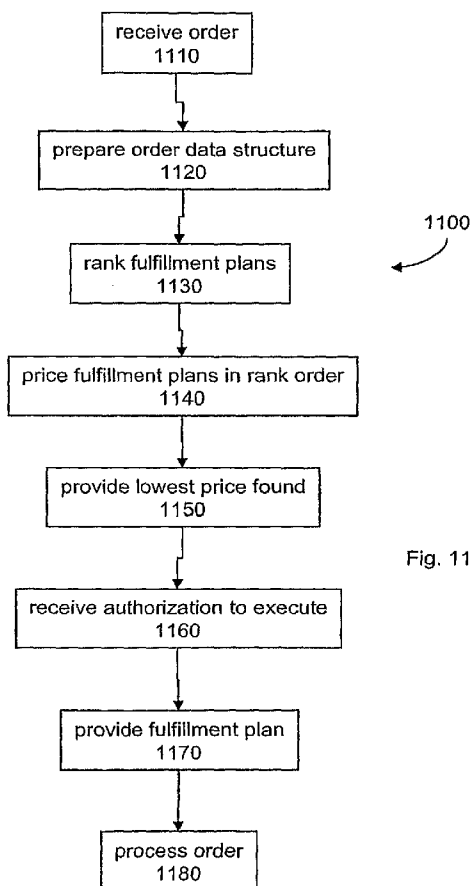 receive order
1110
prepare order data structure
1120
1100
rank fulfillment plans
1130
price fulfillment plans in rank order
1140
provide lowest price found
1150
Fig. 11
receive authorization to execute
1160
provide fulfillment plan
1170
process order
1180